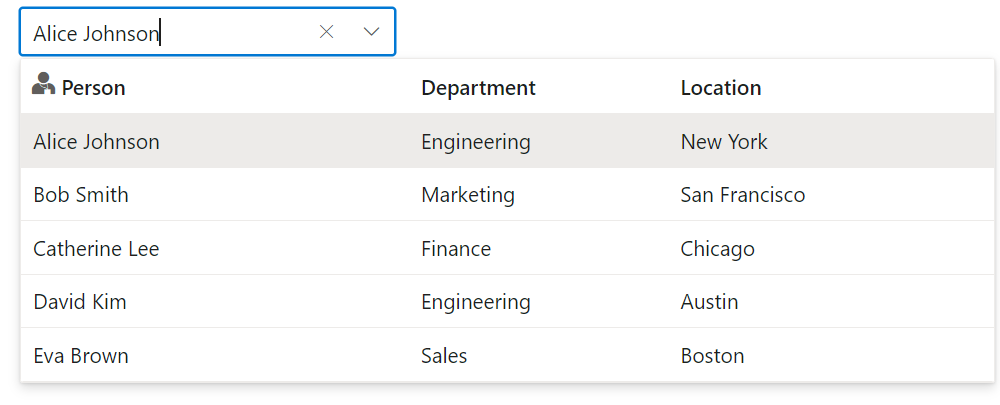 Alice Johnson
Person Department Location
Alice Johnson Engineering New York
Bob Smith Marketing San Francisco
Catherine Lee Finance Chicago
David Kim Engineering Austin
Eva Brown Sales Boston